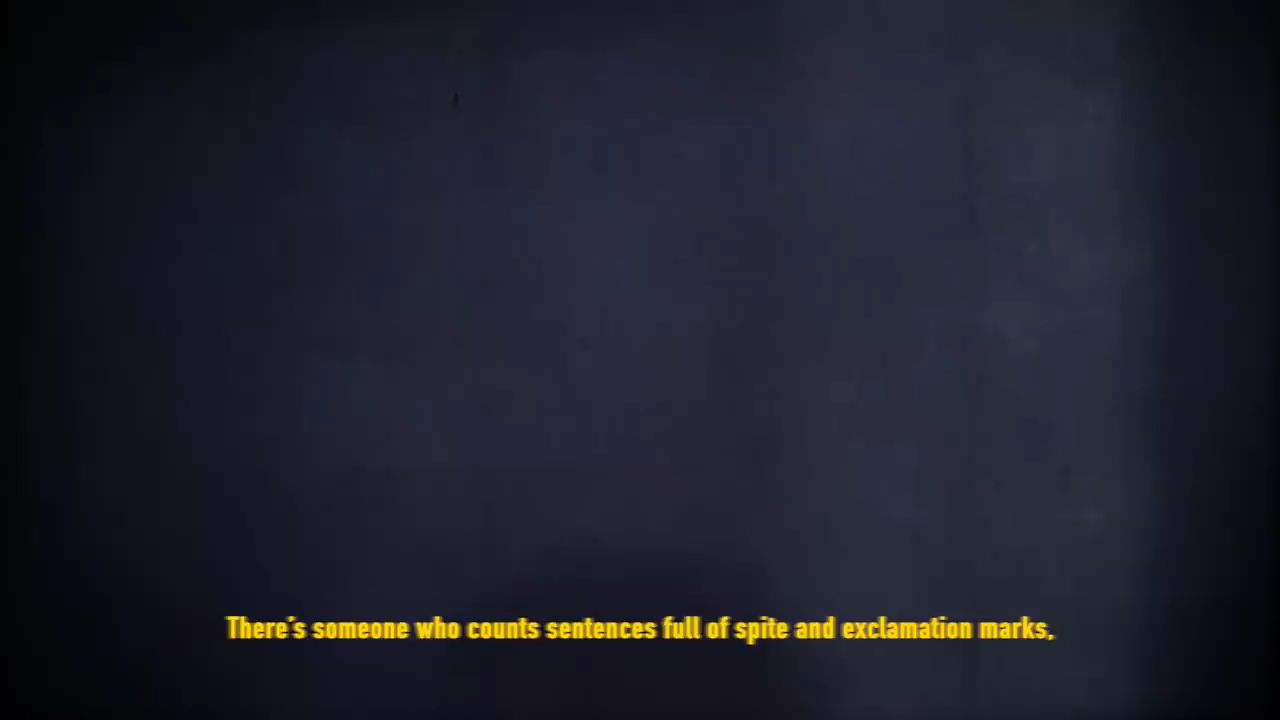 There's someone who counts sentences full of spite and exclamation marks,